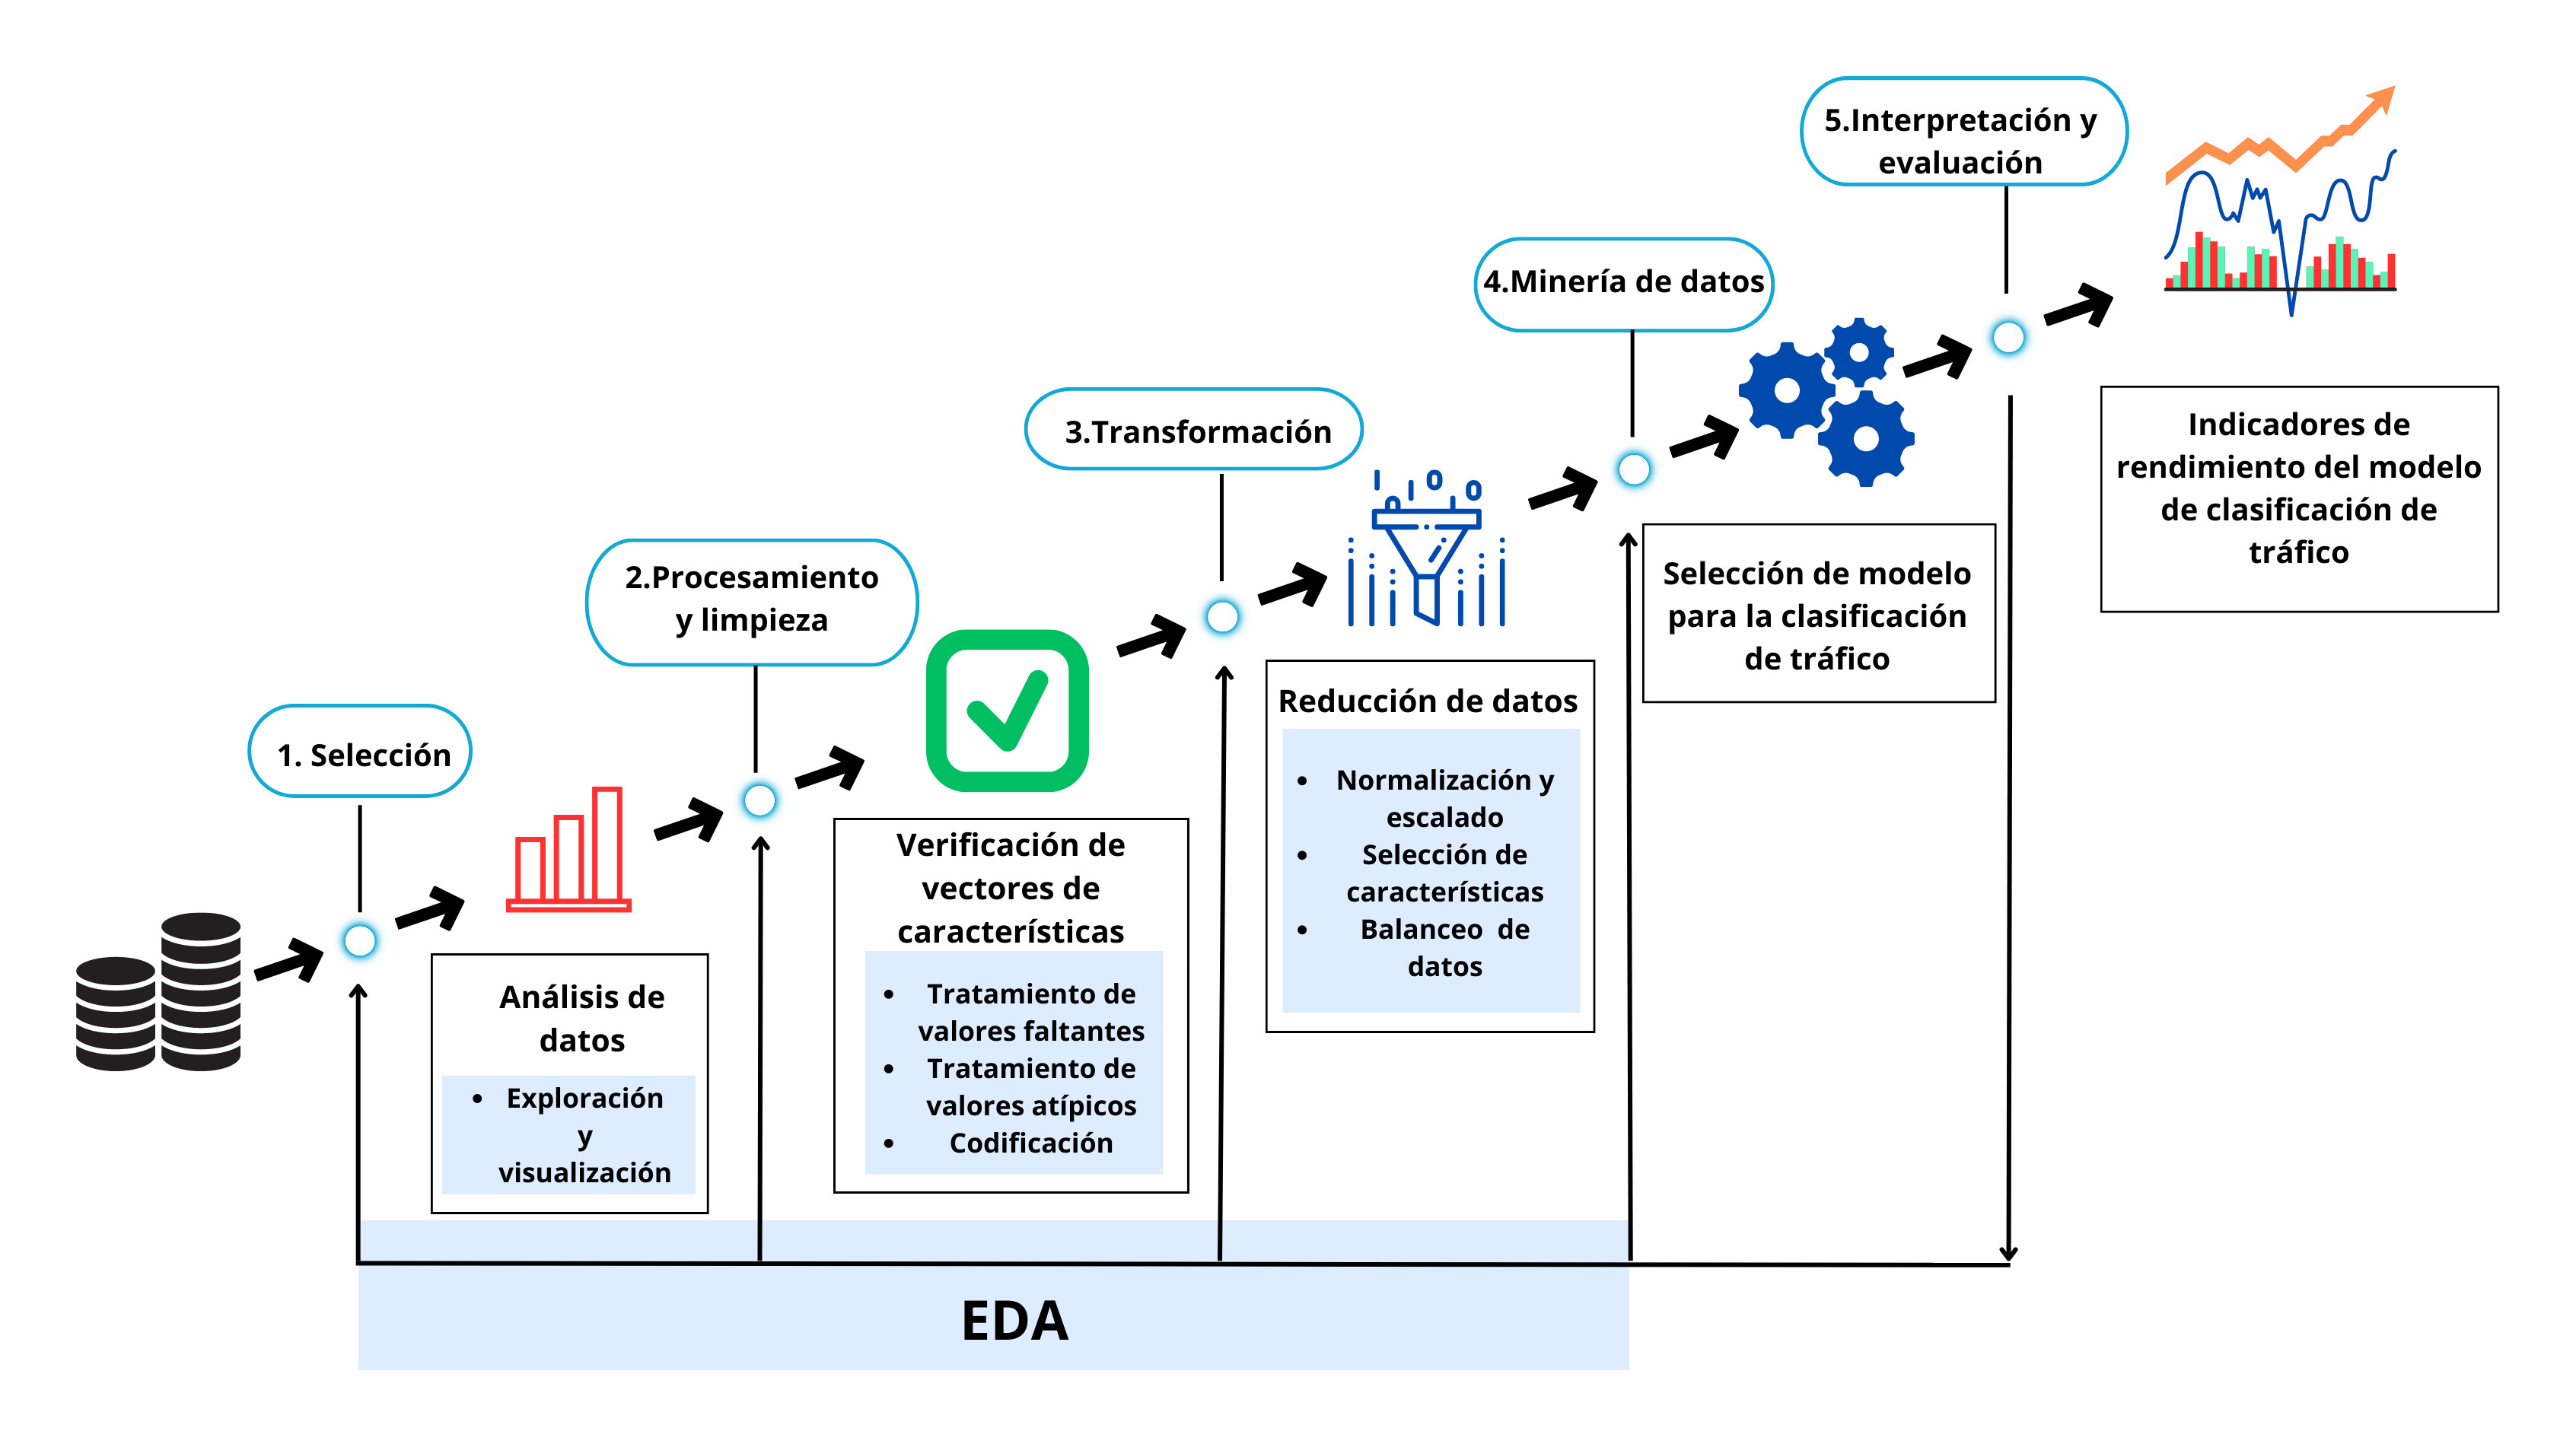 1. Selección
Análisis de
datos
• Exploración
y
visualización
2.Procesamiento
y limpieza
Verificación de
vectores de
características
• Tratamiento de
valores faltantes
• Tratamiento de
valores atípicos
• Codificación
3.Transformación
Reducción de datos
• Normalización y
escalado
• Selección de
características
• Balanceo de
datos
4.Minería de datos
Selección de modelo
para la clasificación
de tráfico
5.Interpretación y
evaluación
Indicadores de
rendimiento del modelo
de clasificación de
tráfico
EDA